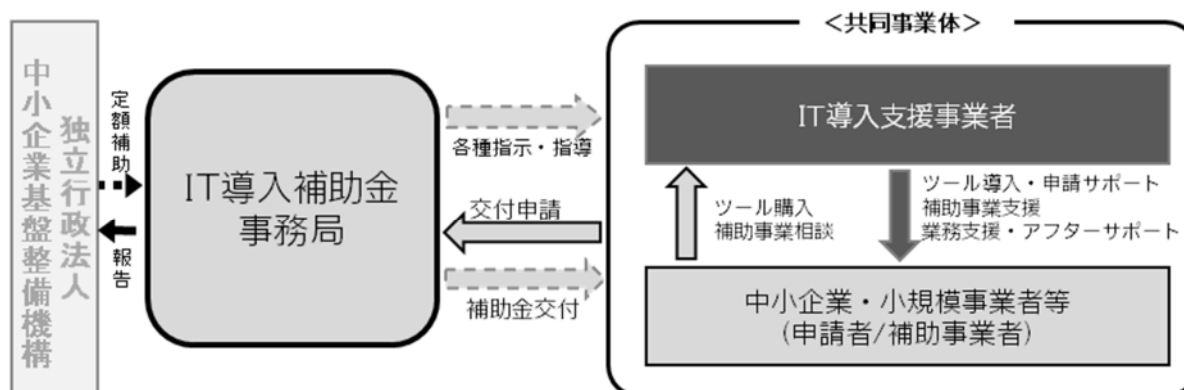 独立行政法人
中小企業基盤整備機構
定額補助
報告
IT導入補助金
事務局
各種指示・指導
交付申請
補助金交付
＜共同事業体＞
IT導入支援事業者
ツール購入
補助事業相談
ツール導入・申請サポート
補助事業支援
業務支援・アフターサポート
中小企業・小規模事業者等
(申請者/補助事業者)